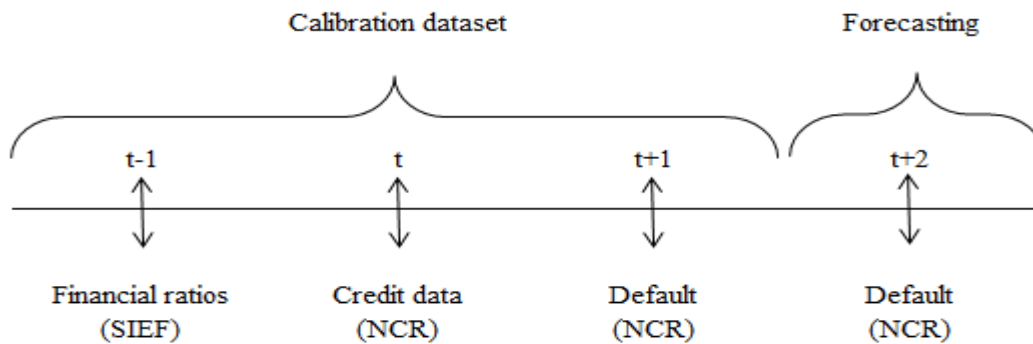 Calibration dataset
Forecasting
t-1
t
t+1
t+2
Financial ratios
(SIEF)
Credit data
(NCR)
Default
(NCR)
Default
(NCR)